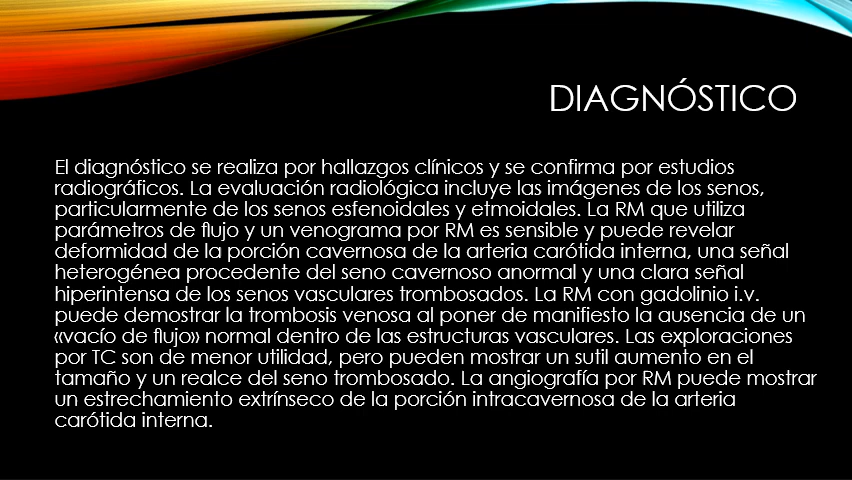 DIAGNÓSTICO
El diagnóstico se realiza por hallazgos clínicos y se confirma por estudios
radiográficos. La evaluación radiológica incluye las imágenes de los senos,
particularmente de los senos esfenoidales y etmoidales. La RM que utiliza
parámetros de flujo y un venograma por RM es sensible y puede revelar
deformidad de la porción cavernosa de la arteria carótida interna, una señal
heterogénea procedente del seno cavernoso anormal y una clara señal
hiperintensa de los senos vasculares trombosados. La RM con gadolinio i.v.
puede demostrar la trombosis venosa al poner de manifiesto la ausencia de un
«vacío de flujo» normal dentro de las estructuras vasculares. Las exploraciones
por TC son de menor utilidad, pero pueden mostrar un sutil aumento en el
tamaño y un realce del seno trombosado. La angiografía por RM puede mostrar
un estrechamiento extrínseco de la porción intracavernosa de la arteria
carótida interna.